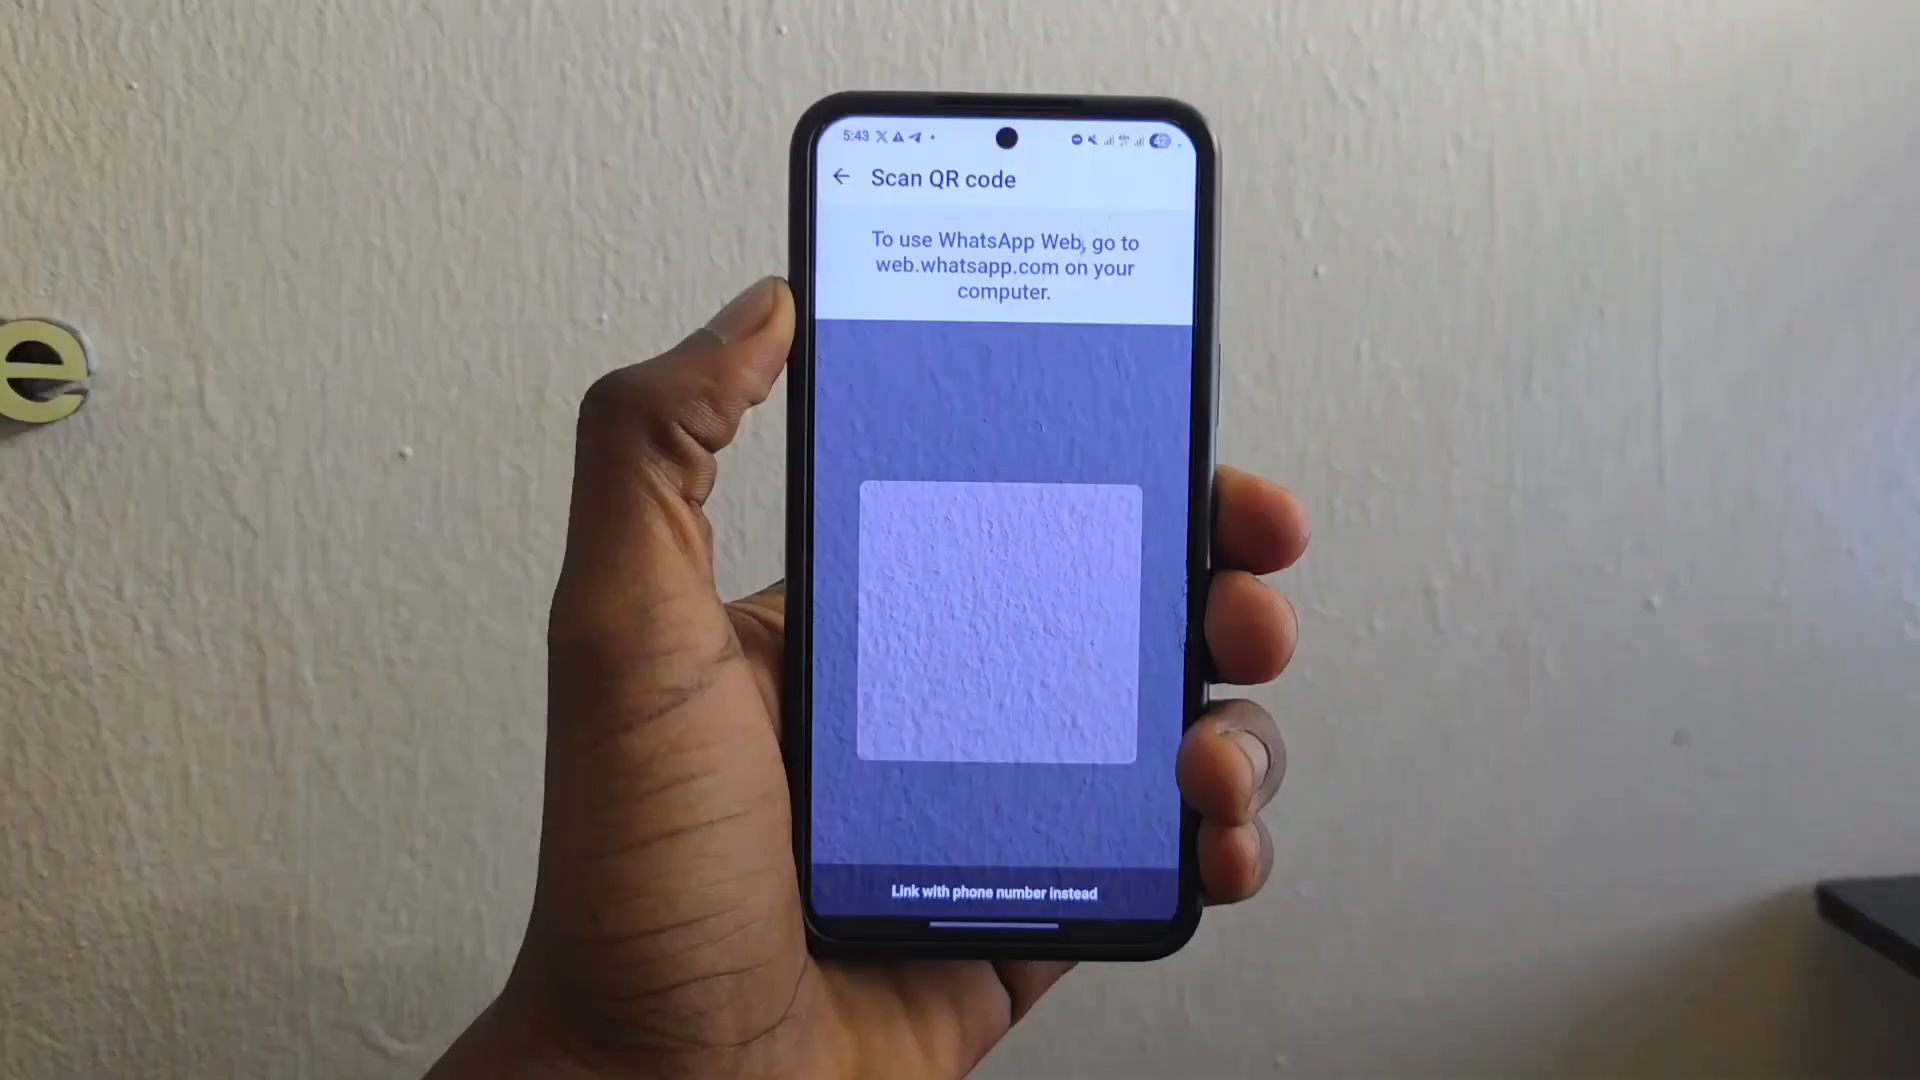 5:43
Scan QR code
To use WhatsApp Web, go to
web.whatsapp.com on your
computer.
e
Link with phone number instead